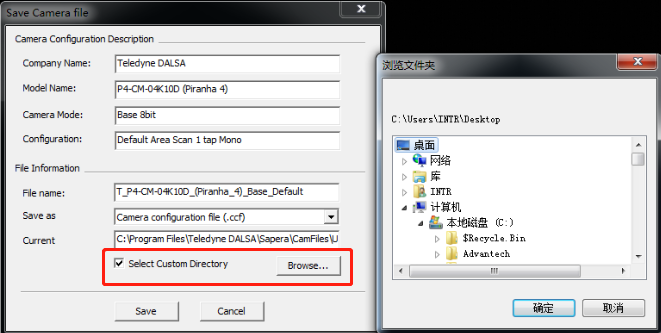 Save Camera file
Camera Configuration Description
Company Name: Teledyne DALSA
Model Name: P4-CM-04K10D (Piranha 4)
Camera Mode: Base 8bit
Configuration: Default Area Scan 1 tap Mono
File Information
File name: T_P4-CM-04K10D_(Piranha_4)_Base_Default
Save as Camera configuration file (.ccf)
Current C:\Program Files\Teledyne DALSA\Sapera\CamFiles\U
Select Custom Directory Browse...
Save Cancel
浏览文件夹
C:\Users\INTR\Desktop
桌面
网络
库
INTR
计算机
本地磁盘 (C:)
$Recycle.Bin
Advantech
确定 取消